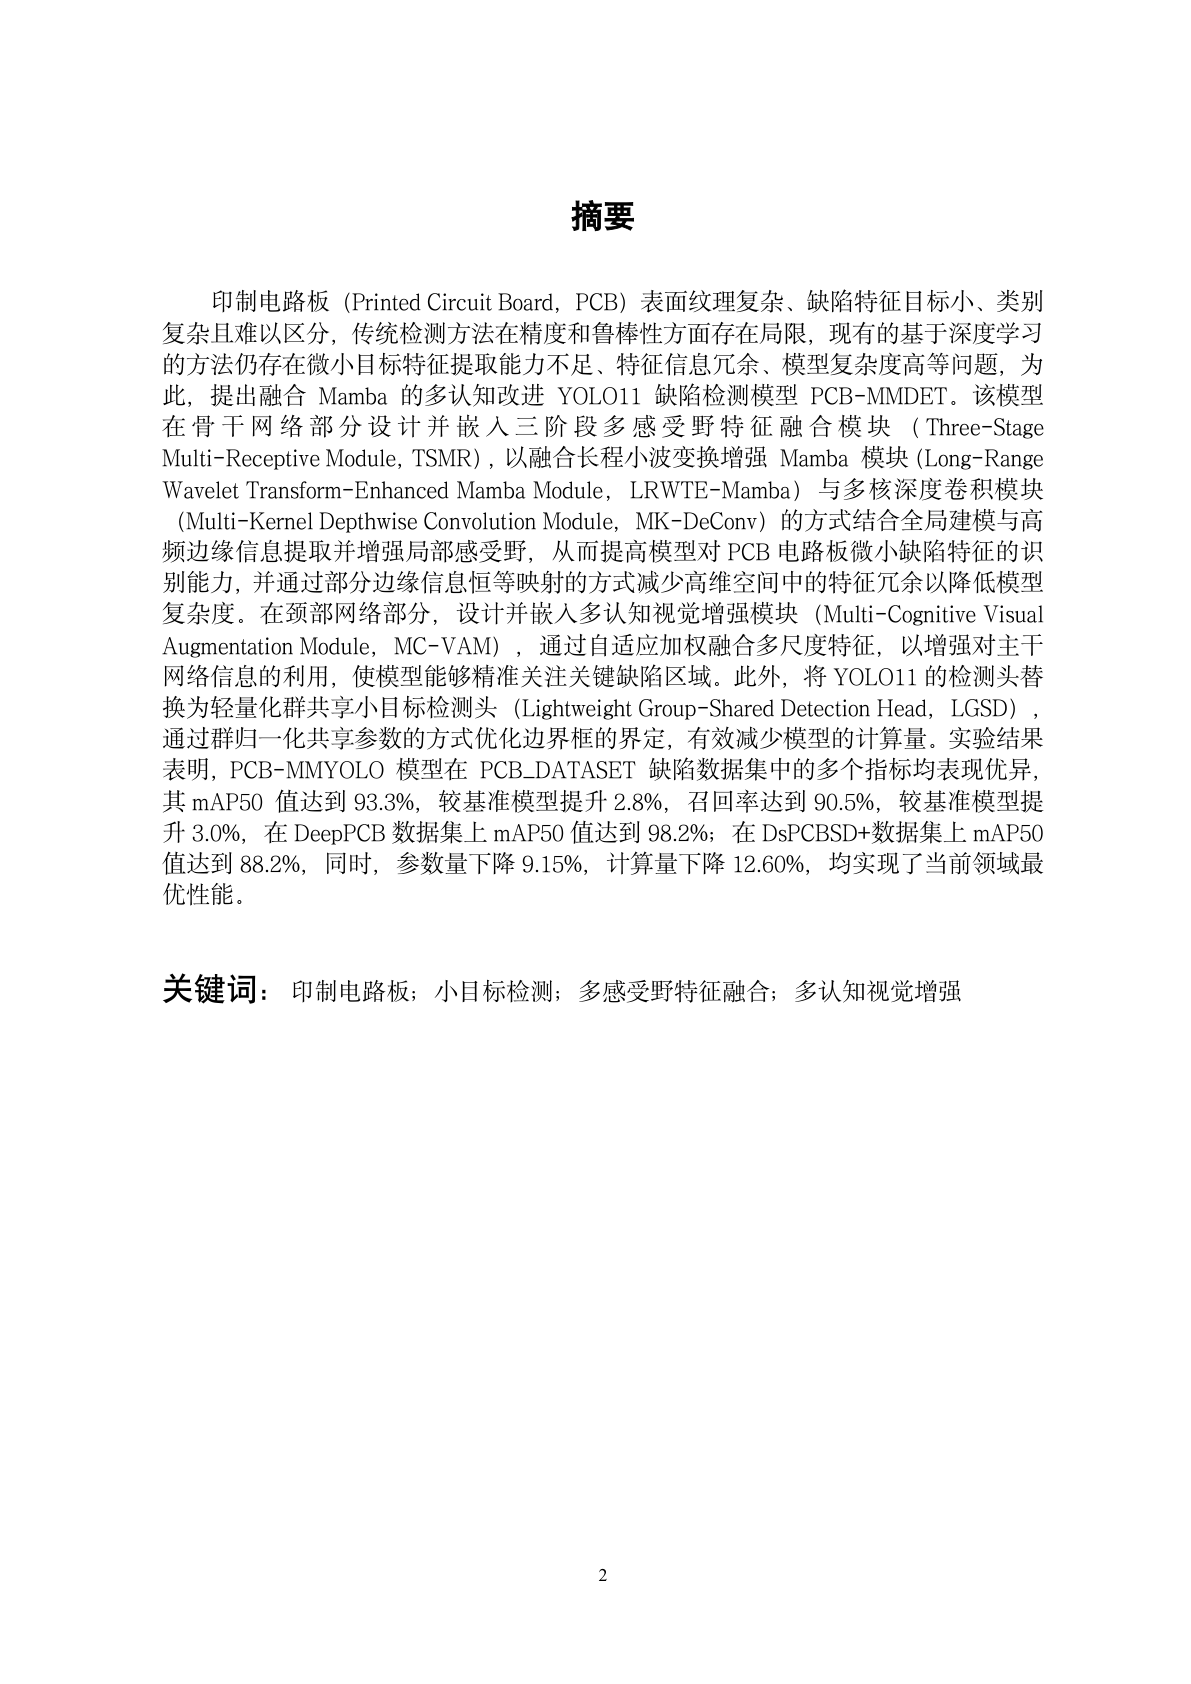 摘要
印制电路板（Printed Circuit Board，PCB）表面纹理复杂、缺陷特征目标小、类别
复杂且难以区分，传统检测方法在精度和鲁棒性方面存在局限，现有的基于深度学习
的方法仍存在微小目标特征提取能力不足、特征信息冗余、模型复杂度高等问题，为
此，提出融合 Mamba 的多认知改进 YOLO11 缺陷检测模型 PCB-MMDET。该模型
在骨干网络部分设计并嵌入三阶段多感受野特征融合模块（Three-Stage
Multi-Receptive Module, TSMR），以融合长程小波变换增强 Mamba 模块（Long-Range
Wavelet Transform-Enhanced Mamba Module，LRWTE-Mamba）与多核深度卷积模块
（Multi-Kernel Depthwise Convolution Module，MK-DeConv）的方式结合全局建模与高
频边缘信息提取并增强局部感受野，从而提高模型对 PCB 电路板微小缺陷特征的识
别能力，并通过部分边缘信息恒等映射的方式减少高维空间中的特征冗余以降低模型
复杂度。在颈部网络部分，设计并嵌入多认知视觉增强模块（Multi-Cognitive Visual
Augmentation Module，MC-VAM），通过自适应加权融合多尺度特征，以增强对主干
网络信息的利用，使模型能够精准关注关键缺陷区域。此外，将 YOLO11 的检测头替
换为轻量化群共享小目标检测头（Lightweight Group-Shared Detection Head，LGSD），
通过群归一化共享参数的方式优化边界框的界定，有效减少模型的计算量。实验结果
表明，PCB-MMYOLO 模型在 PCB_DATASET 缺陷数据集中的多个指标均表现优异，
其 mAP50 值达到 93.3%，较基准模型提升 2.8%，召回率达到 90.5%，较基准模型提
升 3.0%，在 DeepPCB 数据集上 mAP50 值达到 98.2%；在 DsPCBSD+数据集上 mAP50
值达到 88.2%，同时，参数量下降 9.15%，计算量下降 12.60%，均实现了当前领域最
优性能。
关键词： 印制电路板；小目标检测；多感受野特征融合；多认知视觉增强
2